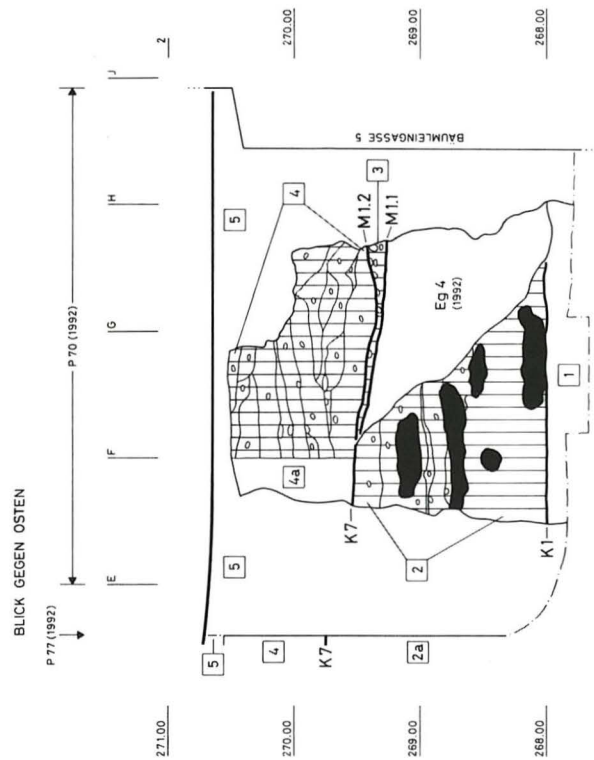 BLICK GEGEN OSTEN
P 77 (1992)
P 70 (1992)
E
F
G
H
J
2
271.00
270.00
269.00
268.00
270.00
269.00
268.00
5
5
5
4
4
4a
K7
K7
M1.2
3
M1.1
Eg 4
(1992)
2
2a
K1
1
BÄUMLEINGASSE 5